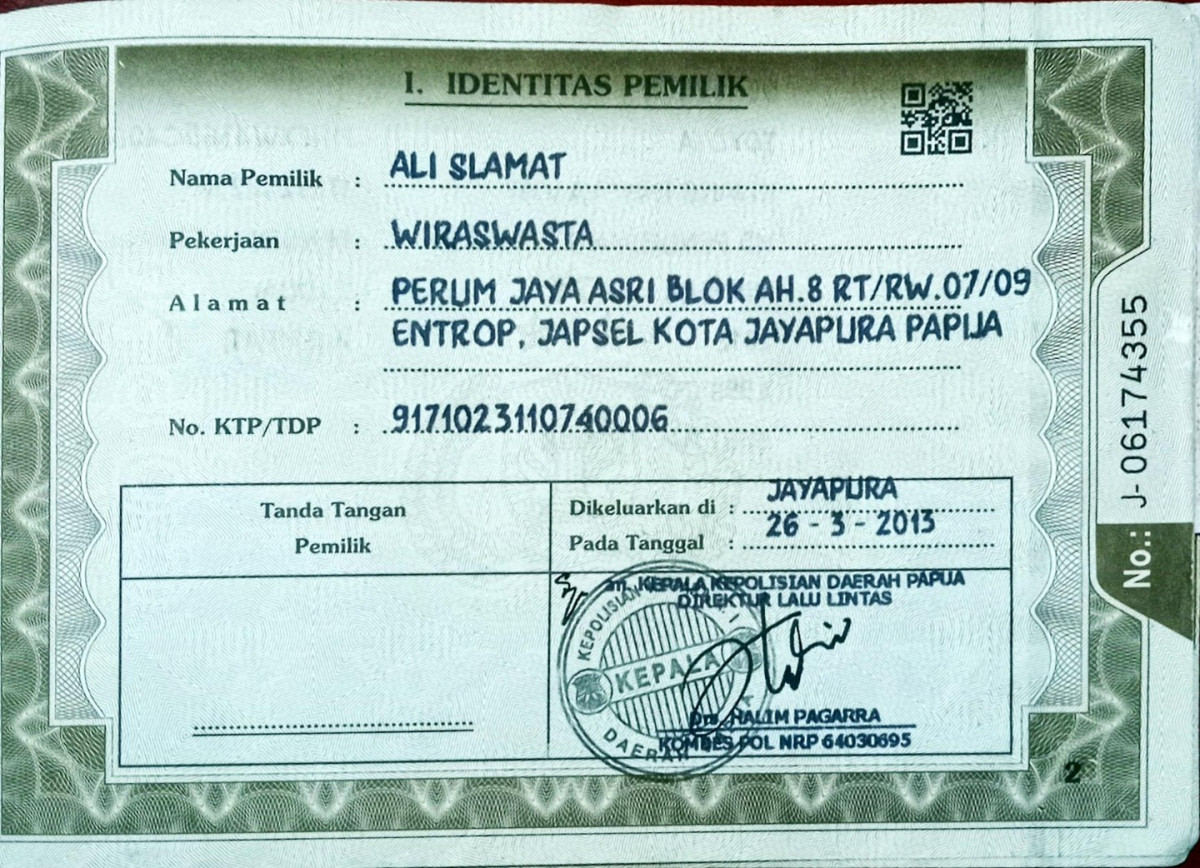 I. IDENTITAS PEMILIK
Nama Pemilik : ALI SLAMAT
Pekerjaan : WIRASWASTA
Alamat : PERUM JAYA ASRI BLOK AH.8 RT/RW.07/09
ENTROP, JAPSEL KOTA JAYAPURA PAPUA
No. KTP/TDP : 9171023110740006
Tanda Tangan
Pemilik
Dikeluarkan di : JAYAPURA
Pada Tanggal : 26 - 3 - 2013
an. KEPALA KEPOLISIAN DAERAH PAPUA
DIREKTUR LALU LINTAS
KEPOLISIAN
KEPALA
DAERAH
Drs. HALIM PAGARRA
KOMBES POL NRP 64030695
No.: J-06174355
2